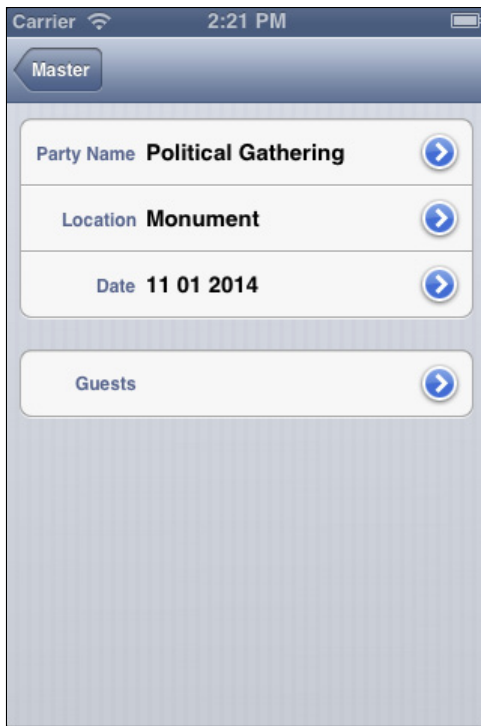 Carrier 2:21 PM
Master
Party Name Political Gathering
Location Monument
Date 11 01 2014
Guests